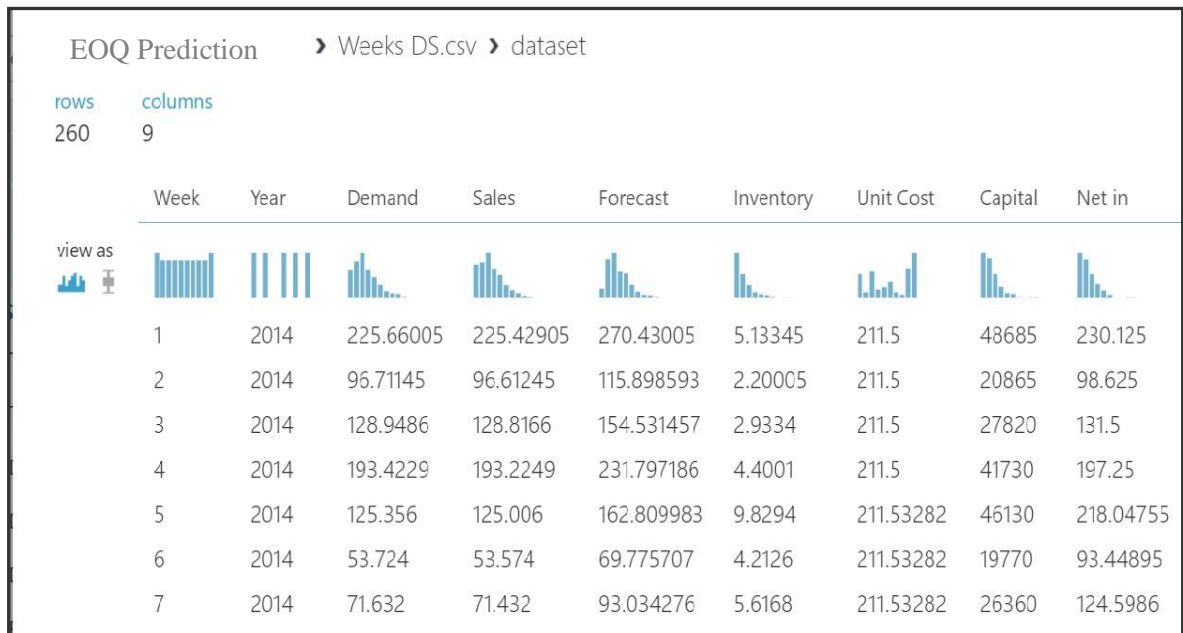 EOQ Prediction › Weeks DS.csv › dataset
rows columns
260 9
Week Year Demand Sales Forecast Inventory Unit Cost Capital Net in
view as
1 2014 225.66005 225.42905 270.43005 5.13345 211.5 48685 230.125
2 2014 96.71145 96.61245 115.898593 2.20005 211.5 20865 98.625
3 2014 128.9486 128.8166 154.531457 2.9334 211.5 27820 131.5
4 2014 193.4229 193.2249 231.797186 4.4001 211.5 41730 197.25
5 2014 125.356 125.006 162.809983 9.8294 211.53282 46130 218.04755
6 2014 53.724 53.574 69.775707 4.2126 211.53282 19770 93.44895
7 2014 71.632 71.432 93.034276 5.6168 211.53282 26360 124.5986